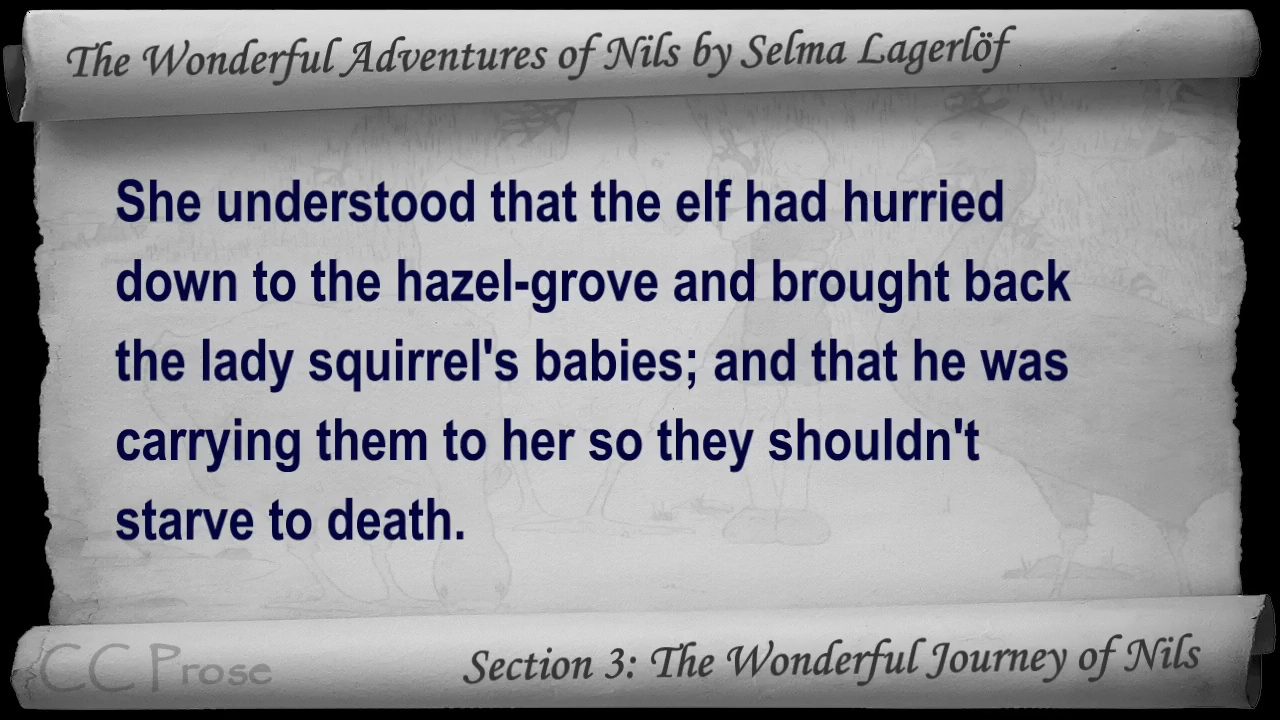 The Wonderful Adventures of Nils by Selma Lagerlöf
She understood that the elf had hurried
down to the hazel-grove and brought back
the lady squirrel's babies; and that he was
carrying them to her so they shouldn't
starve to death.
CC Prose
Section 3: The Wonderful Journey of Nils